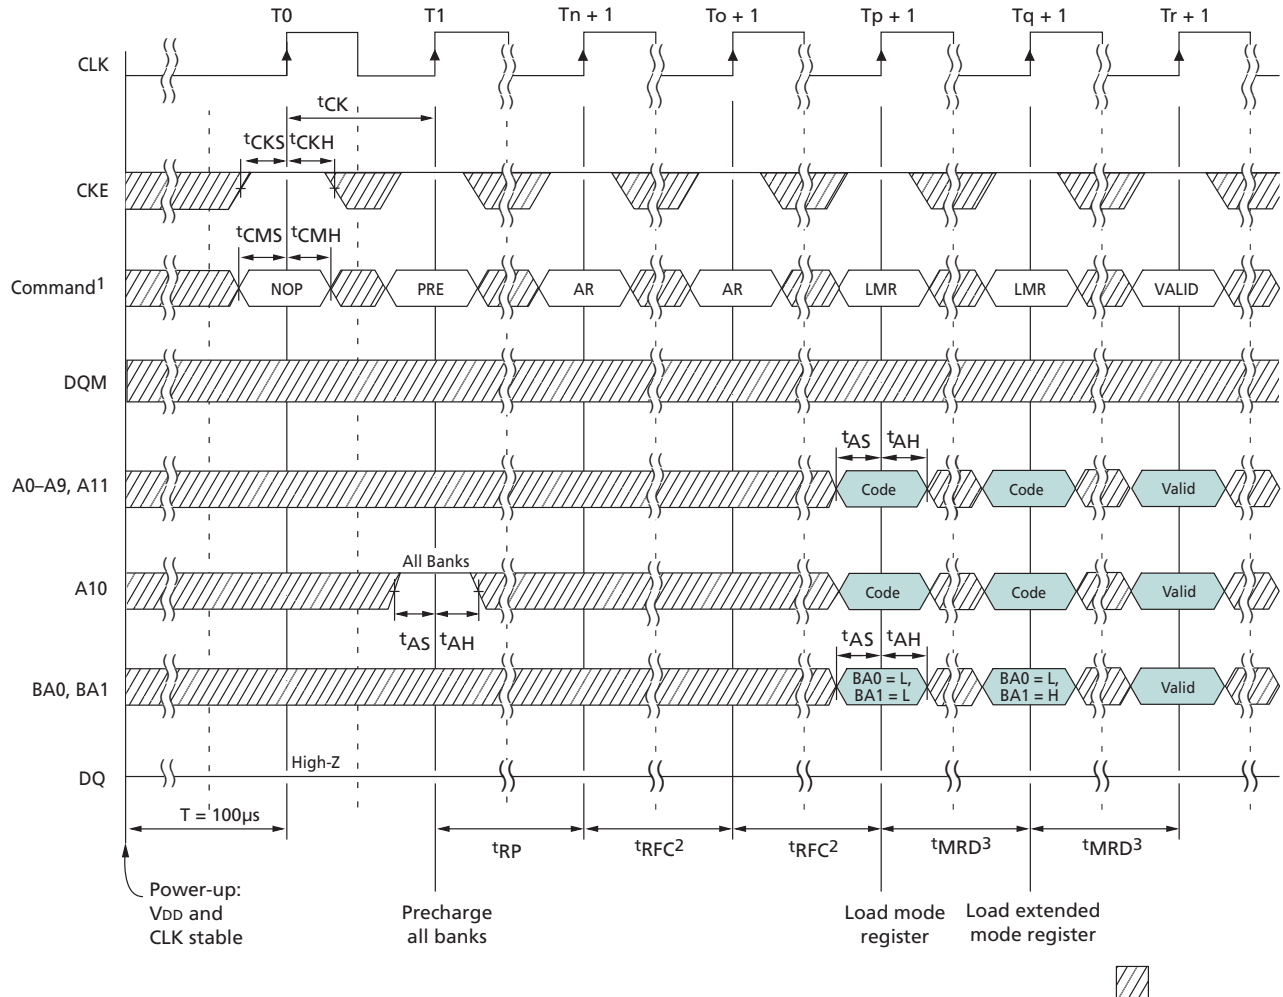 T0 T1 Tn + 1 To + 1 Tp + 1 Tq + 1 Tr + 1
CLK
tCK
tCKS tCKH
CKE
tCMS tCMH
Command1 NOP PRE AR AR LMR LMR VALID
DQM
tAS tAH
A0–A9, A11 Code Code Valid
All Banks
A10 Code Code Valid
tAS tAH tAS tAH
BA0, BA1 BA0 = L, BA1 = L BA0 = L, BA1 = H Valid
High-Z
DQ
T = 100µs
tRP tRFC2 tRFC2 tMRD3 tMRD3
Power-up:
VDD and
CLK stable
Precharge
all banks
Load mode
register
Load extended
mode register